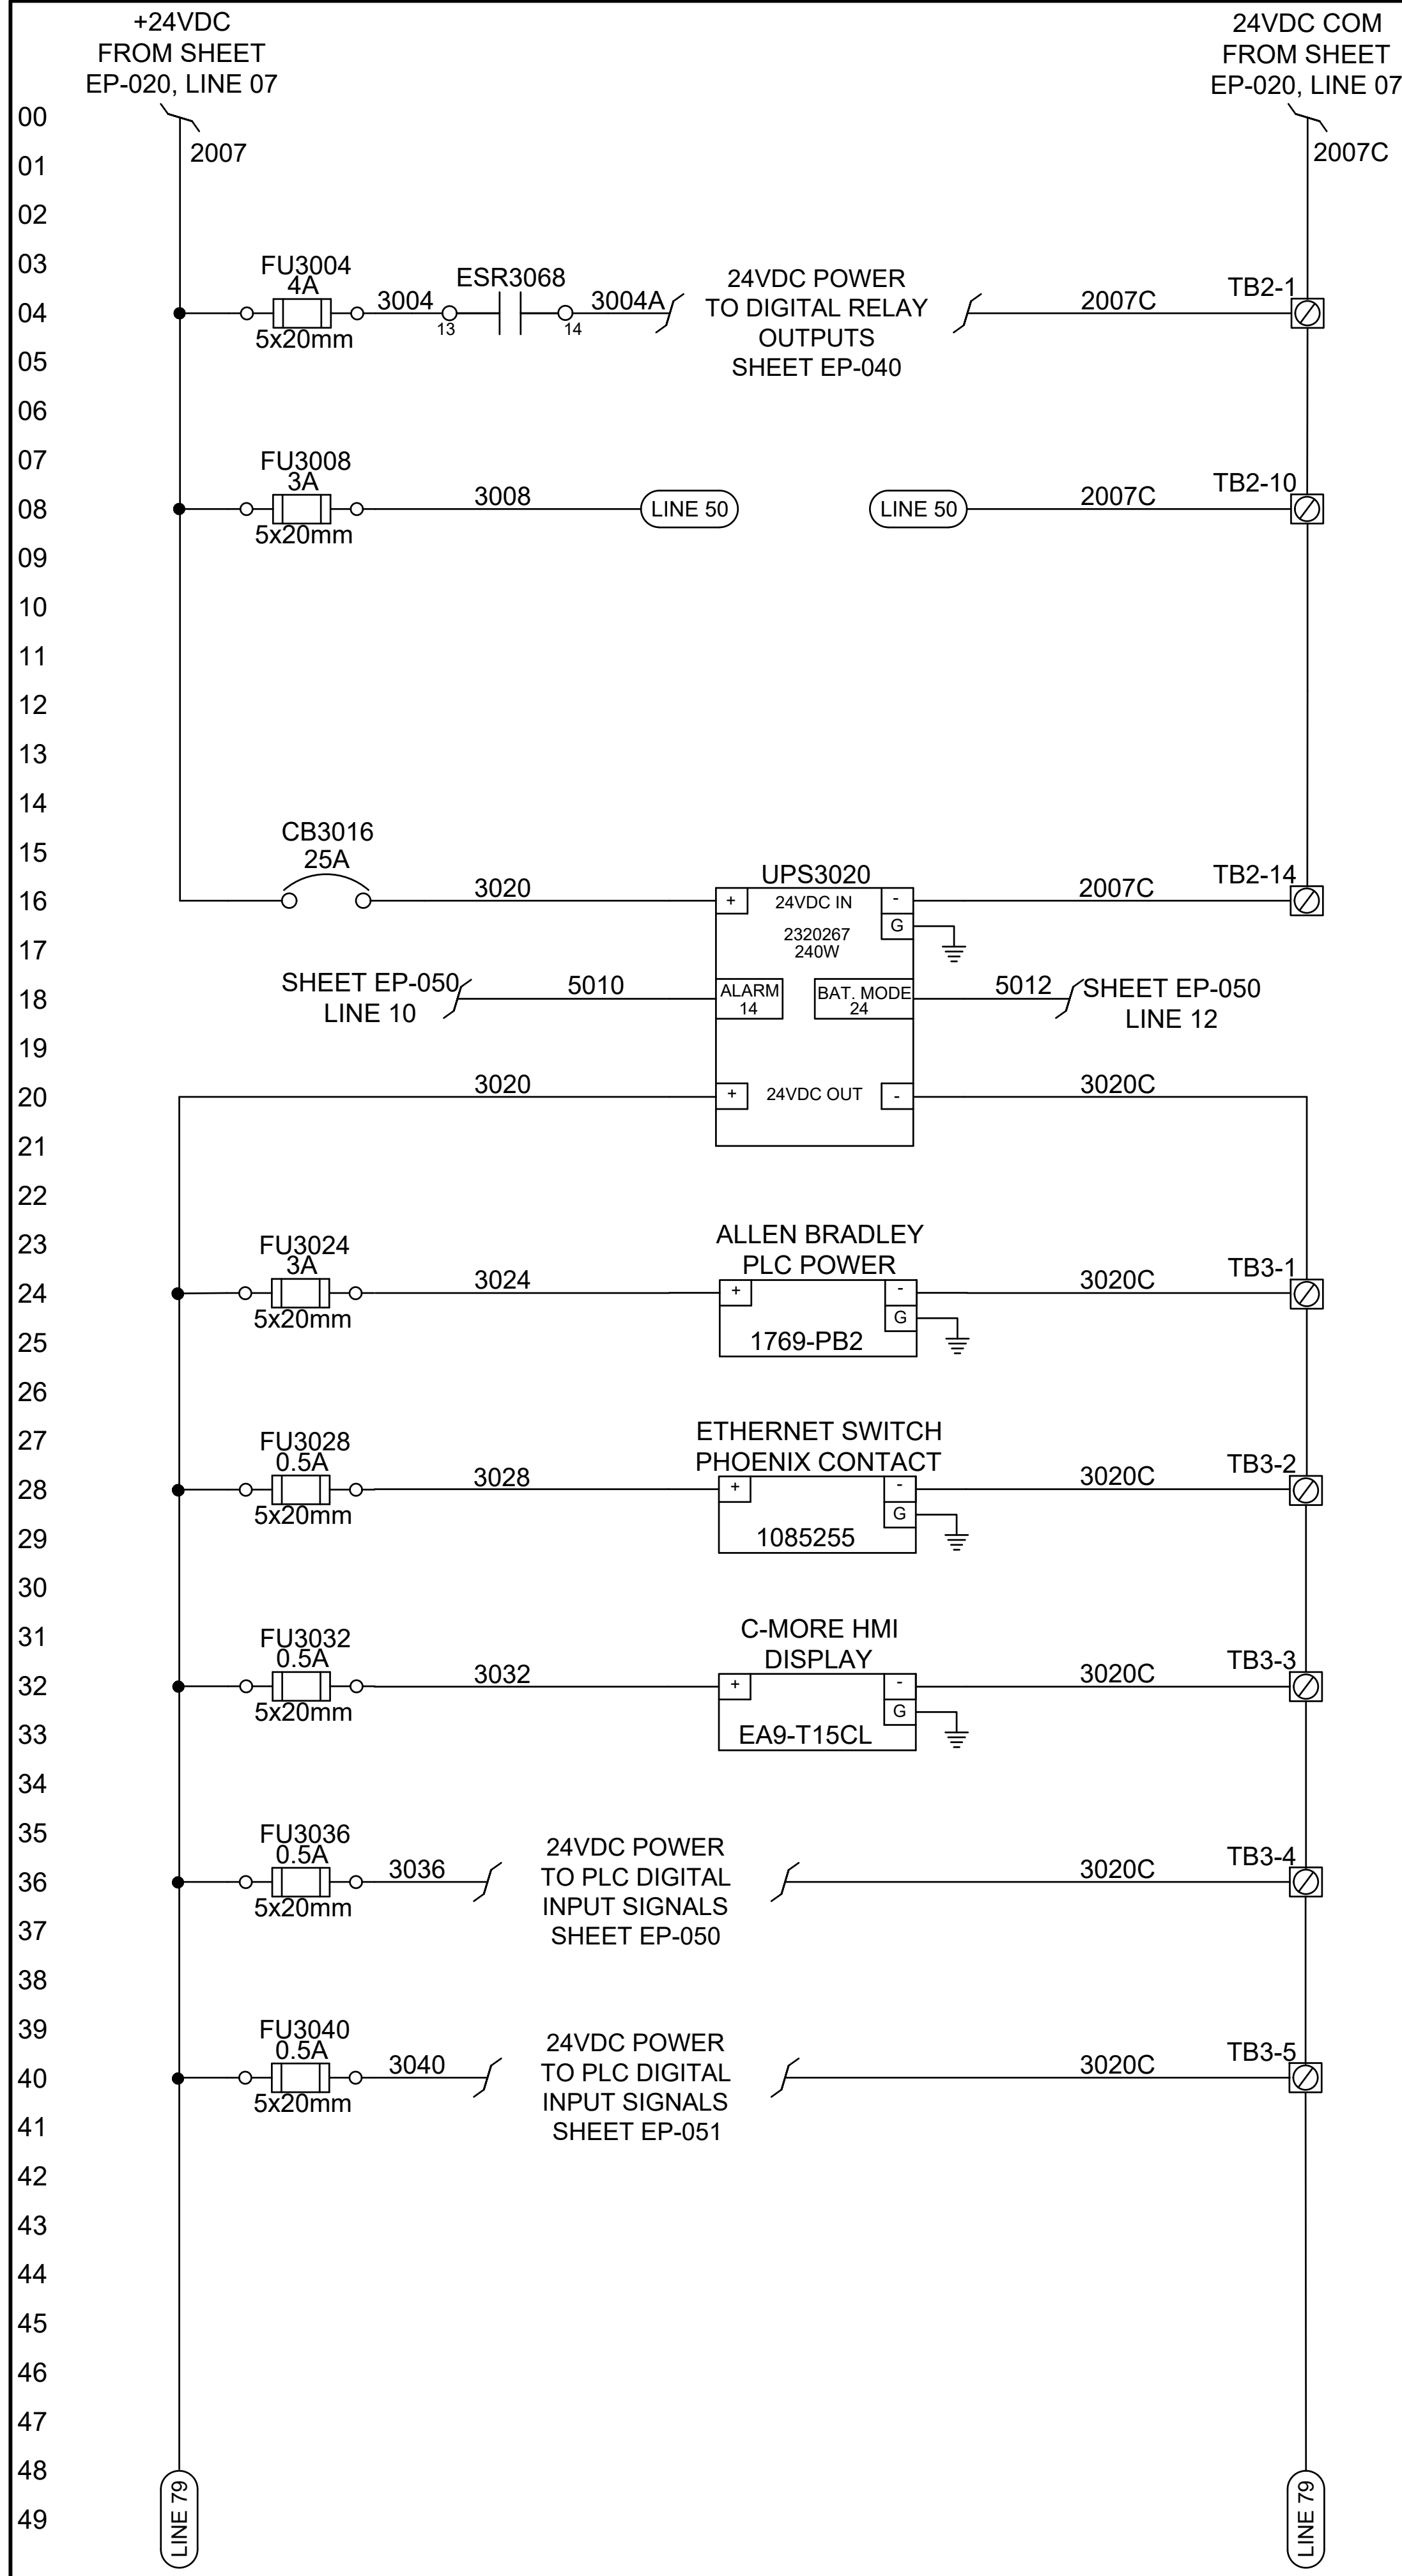 +24VDC
FROM SHEET
EP-020, LINE 07
24VDC COM
FROM SHEET
EP-020, LINE 07
00
2007
2007C
01
02
03
FU3004
4A
5x20mm
3004
ESR3068
13
14
3004A
24VDC POWER
TO DIGITAL RELAY
OUTPUTS
SHEET EP-040
2007C
TB2-1
04
05
06
07
FU3008
3A
5x20mm
3008
LINE 50
LINE 50
2007C
TB2-10
08
09
10
11
12
13
14
15
CB3016
25A
3020
UPS3020
+
24VDC IN
-
G
2320267
240W
2007C
TB2-14
16
17
SHEET EP-050
LINE 10
5010
ALARM
14
BAT. MODE
24
5012
SHEET EP-050
LINE 12
18
19
3020
+
24VDC OUT
-
3020C
20
21
22
23
FU3024
3A
5x20mm
3024
ALLEN BRADLEY
PLC POWER
+
-
G
1769-PB2
3020C
TB3-1
24
25
26
27
FU3028
0.5A
5x20mm
3028
ETHERNET SWITCH
PHOENIX CONTACT
+
-
G
1085255
3020C
TB3-2
28
29
30
31
FU3032
0.5A
5x20mm
3032
C-MORE HMI
DISPLAY
+
-
G
EA9-T15CL
3020C
TB3-3
32
33
34
35
FU3036
0.5A
5x20mm
3036
24VDC POWER
TO PLC DIGITAL
INPUT SIGNALS
SHEET EP-050
3020C
TB3-4
36
37
38
39
FU3040
0.5A
5x20mm
3040
24VDC POWER
TO PLC DIGITAL
INPUT SIGNALS
SHEET EP-051
3020C
TB3-5
40
41
42
43
44
45
46
47
48
49
LINE 79
LINE 79